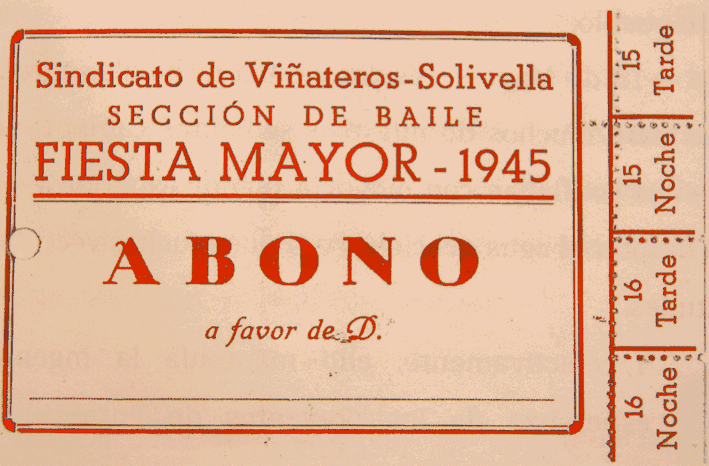 Sindicato de Viñateros-Solivella
SECCIÓN DE BAILE
FIESTA MAYOR - 1945
ABONO
a favor de D.
15 Tarde
15 Noche
16 Tarde
16 Noche